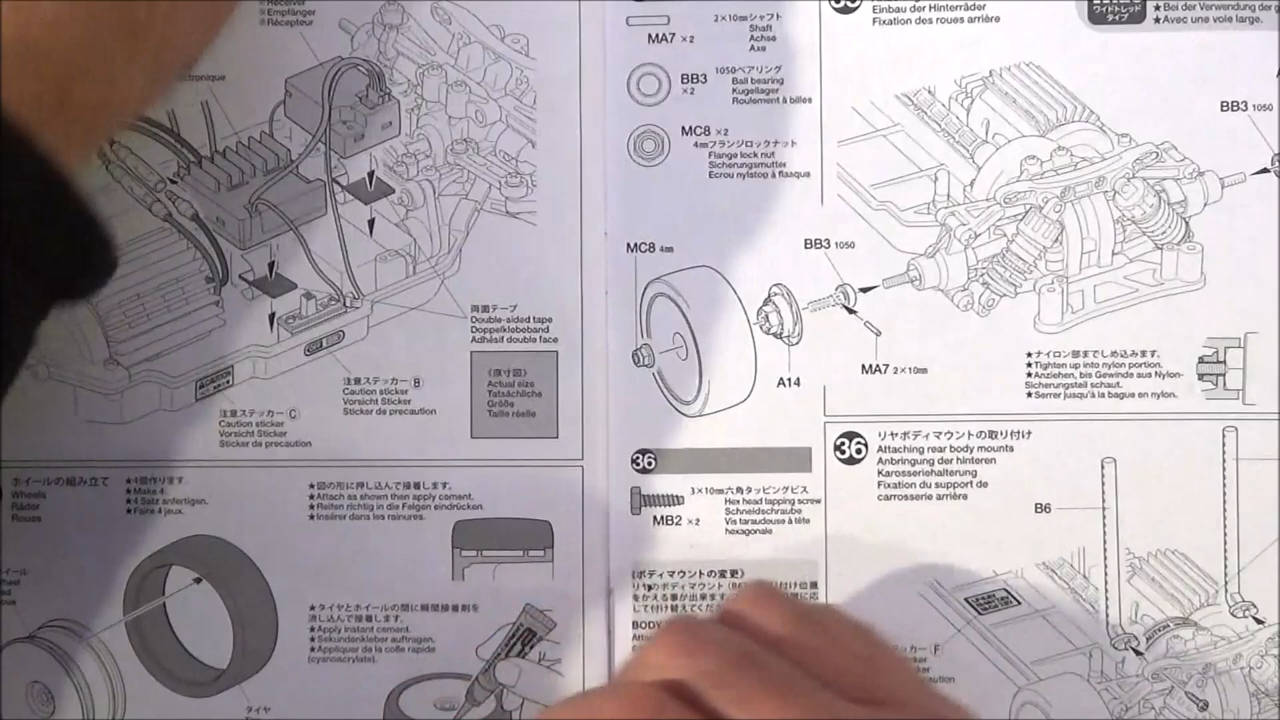 ※Receiver
※Empfänger
※Récepteur
両面テープ
Double-sided tape
Doppelklebeband
Adhésif double face
《原寸図》
Actual size
Tatsächliche
Größe
Taille réelle
CAUTION
注意ステッカー Ⓑ
Caution sticker
Vorsicht Sticker
Sticker de precaution
注意ステッカー Ⓒ
Caution sticker
Vorsicht Sticker
Sticker de precaution
ホイールの組み立て
Wheels
Räder
Roues
★4個作ります。
★Make 4.
★4 Satz anfertigen.
★Faire 4 jeux.
★図の形に押し込んで接着します。
★Attach as shown then apply cement.
★Reifen richtig in die Felgen eindrücken.
★Insérer dans les rainures.
★タイヤとホイールの間に瞬間接着剤を
流し込んで接着します。
★Apply instant cement.
★Sekundenkleber auftragen.
★Appliquer de la colle rapide
(cyanoacrylate).
タイヤ
MA7 ×2
2×10㎜シャフト
Shaft
Achse
Axe
BB3
×2
1050ベアリング
Ball bearing
Kugellager
Roulement à billes
MC8 ×2
4㎜フランジロックナット
Flange lock nut
Sicherungsmutter
Ecrou nylstop à flasque
MC8 4㎜
BB3 1050
A14
MA7 2×10㎜
36
MB2 ×2
3×10㎜六角タッピングビス
Hex head tapping screw
Schneidschraube
Vis taraudeuse à tête
hexagonale
《ボディマウントの変更》
BODY
Einbau der Hinterräder
Fixation des roues arrière
ワイドトレッド
タイプ
★Bei der Verwendung der
★Avec une voie large.
BB3 1050
★ナイロン部までしめ込みます。
★Tighten up into nylon portion.
★Anziehen, bis Gewinde aus Nylon-
Sicherungsteil schaut.
★Serrer jusqu'à la bague en nylon.
36
リヤボディマウントの取り付け
Attaching rear body mounts
Anbringung der hinteren
Karosseriehalterung
Fixation du support de
carrosserie arrière
B6
CAUTION